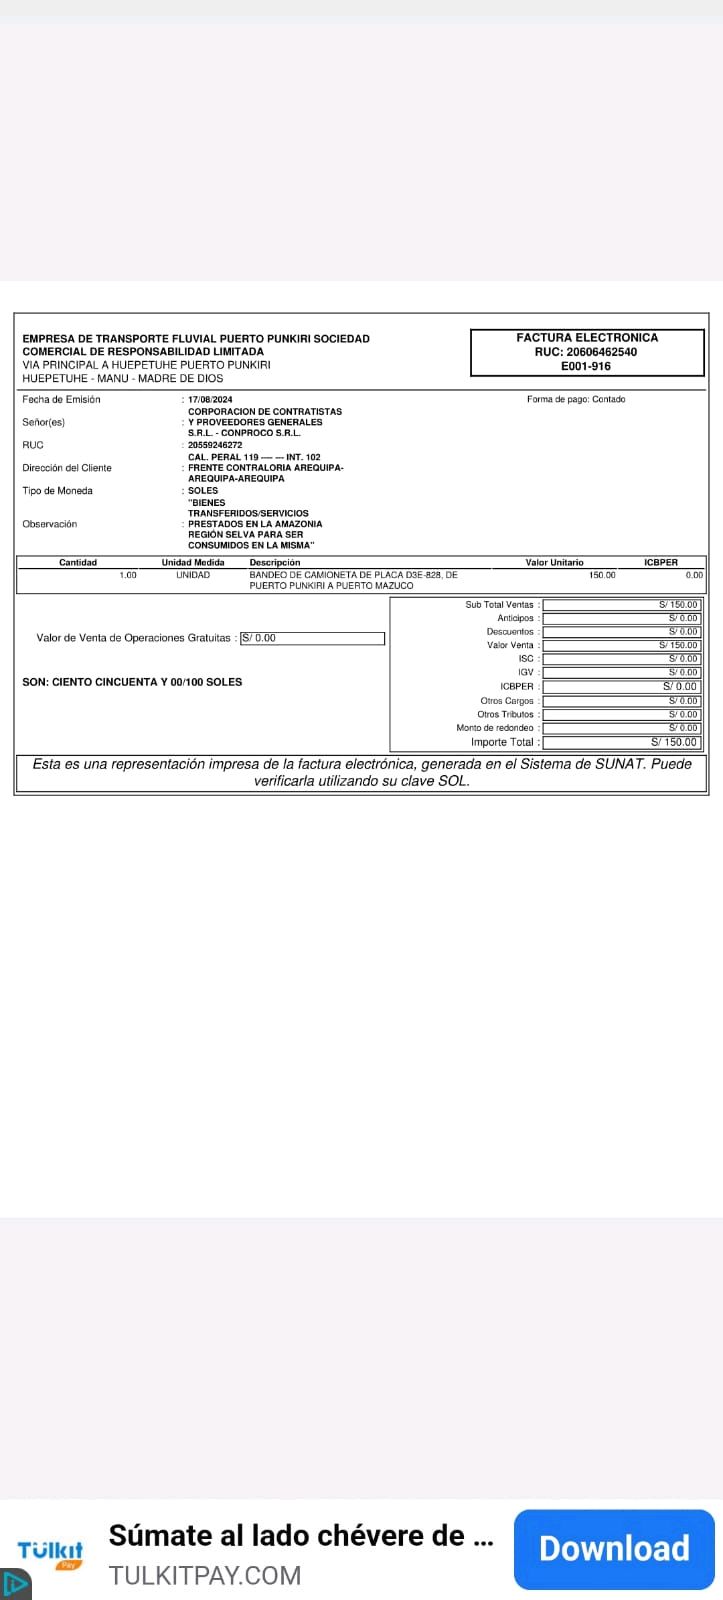 EMPRESA DE TRANSPORTE FLUVIAL PUERTO PUNKIRI SOCIEDAD
COMERCIAL DE RESPONSABILIDAD LIMITADA
VIA PRINCIPAL A HUEPETUHE PUERTO PUNKIRI
HUEPETUHE - MANU - MADRE DE DIOS
FACTURA ELECTRONICA
RUC: 20606462540
E001-916
Fecha de Emisión : 17/08/2024
Forma de pago: Contado
CORPORACION DE CONTRATISTAS
Señor(es) : Y PROVEEDORES GENERALES
S.R.L. - CONPROCO S.R.L.
RUC : 20559246272
CAL. PERAL 119 ---- --- INT. 102
Dirección del Cliente : FRENTE CONTRALORIA AREQUIPA-
AREQUIPA-AREQUIPA
Tipo de Moneda : SOLES
"BIENES
TRANSFERIDOS/SERVICIOS
Observación : PRESTADOS EN LA AMAZONIA
REGIÓN SELVA PARA SER
CONSUMIDOS EN LA MISMA"
Cantidad Unidad Medida Descripción Valor Unitario ICBPER
1.00 UNIDAD BANDEO DE CAMIONETA DE PLACA D3E-828, DE 150.00 0.00
PUERTO PUNKIRI A PUERTO MAZUCO
Sub Total Ventas : S/ 150.00
Anticipos : S/ 0.00
Descuentos : S/ 0.00
Valor de Venta de Operaciones Gratuitas : S/ 0.00
Valor Venta : S/ 150.00
ISC : S/ 0.00
IGV : S/ 0.00
SON: CIENTO CINCUENTA Y 00/100 SOLES
ICBPER : S/ 0.00
Otros Cargos : S/ 0.00
Otros Tributos : S/ 0.00
Monto de redondeo : S/ 0.00
Importe Total : S/ 150.00
Esta es una representación impresa de la factura electrónica, generada en el Sistema de SUNAT. Puede
verificarla utilizando su clave SOL.
Tülkit
Pay
Súmate al lado chévere de ...
TULKITPAY.COM
Download